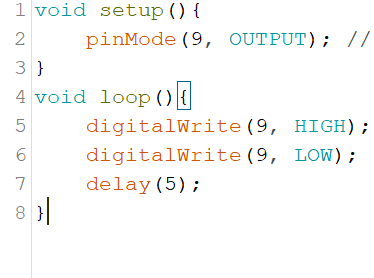 1 void setup(){
2     pinMode(9, OUTPUT); //
3 }
4 void loop(){
5     digitalWrite(9, HIGH);
6     digitalWrite(9, LOW);
7     delay(5);
8 }